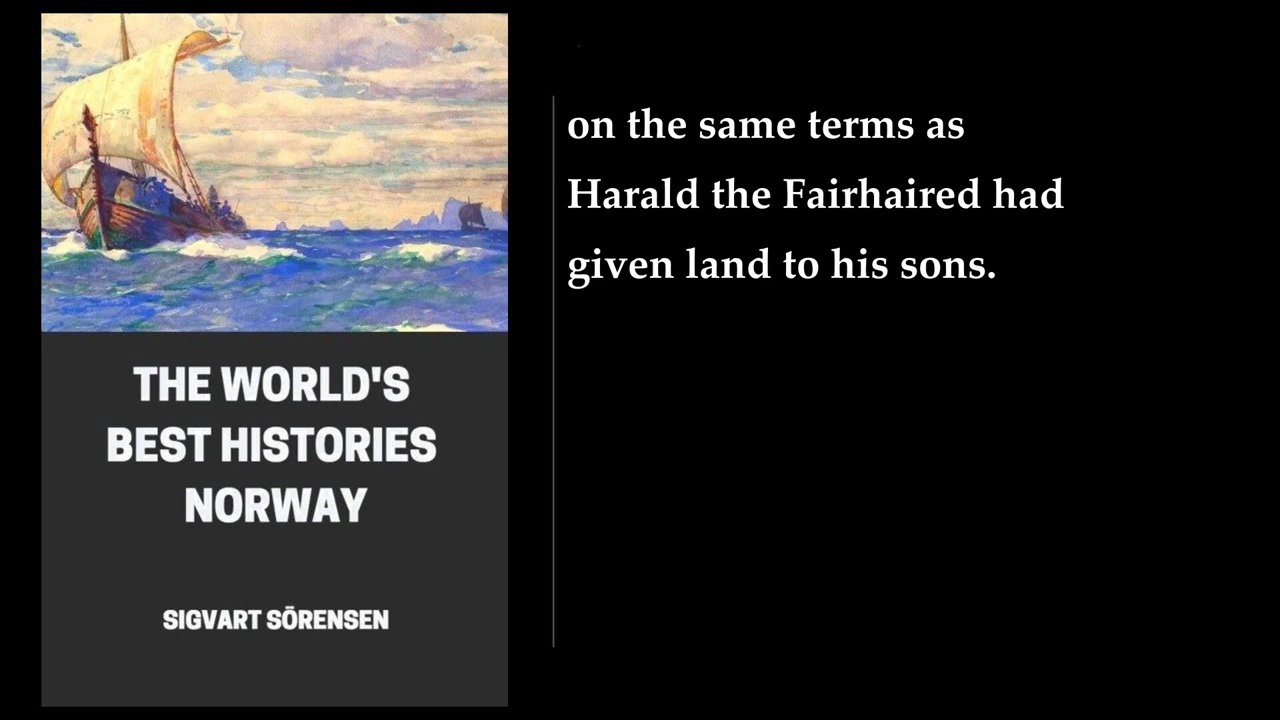 THE WORLD'S
BEST HISTORIES
NORWAY
SIGVART SÖRENSEN
on the same terms as
Harald the Fairhaired had
given land to his sons.